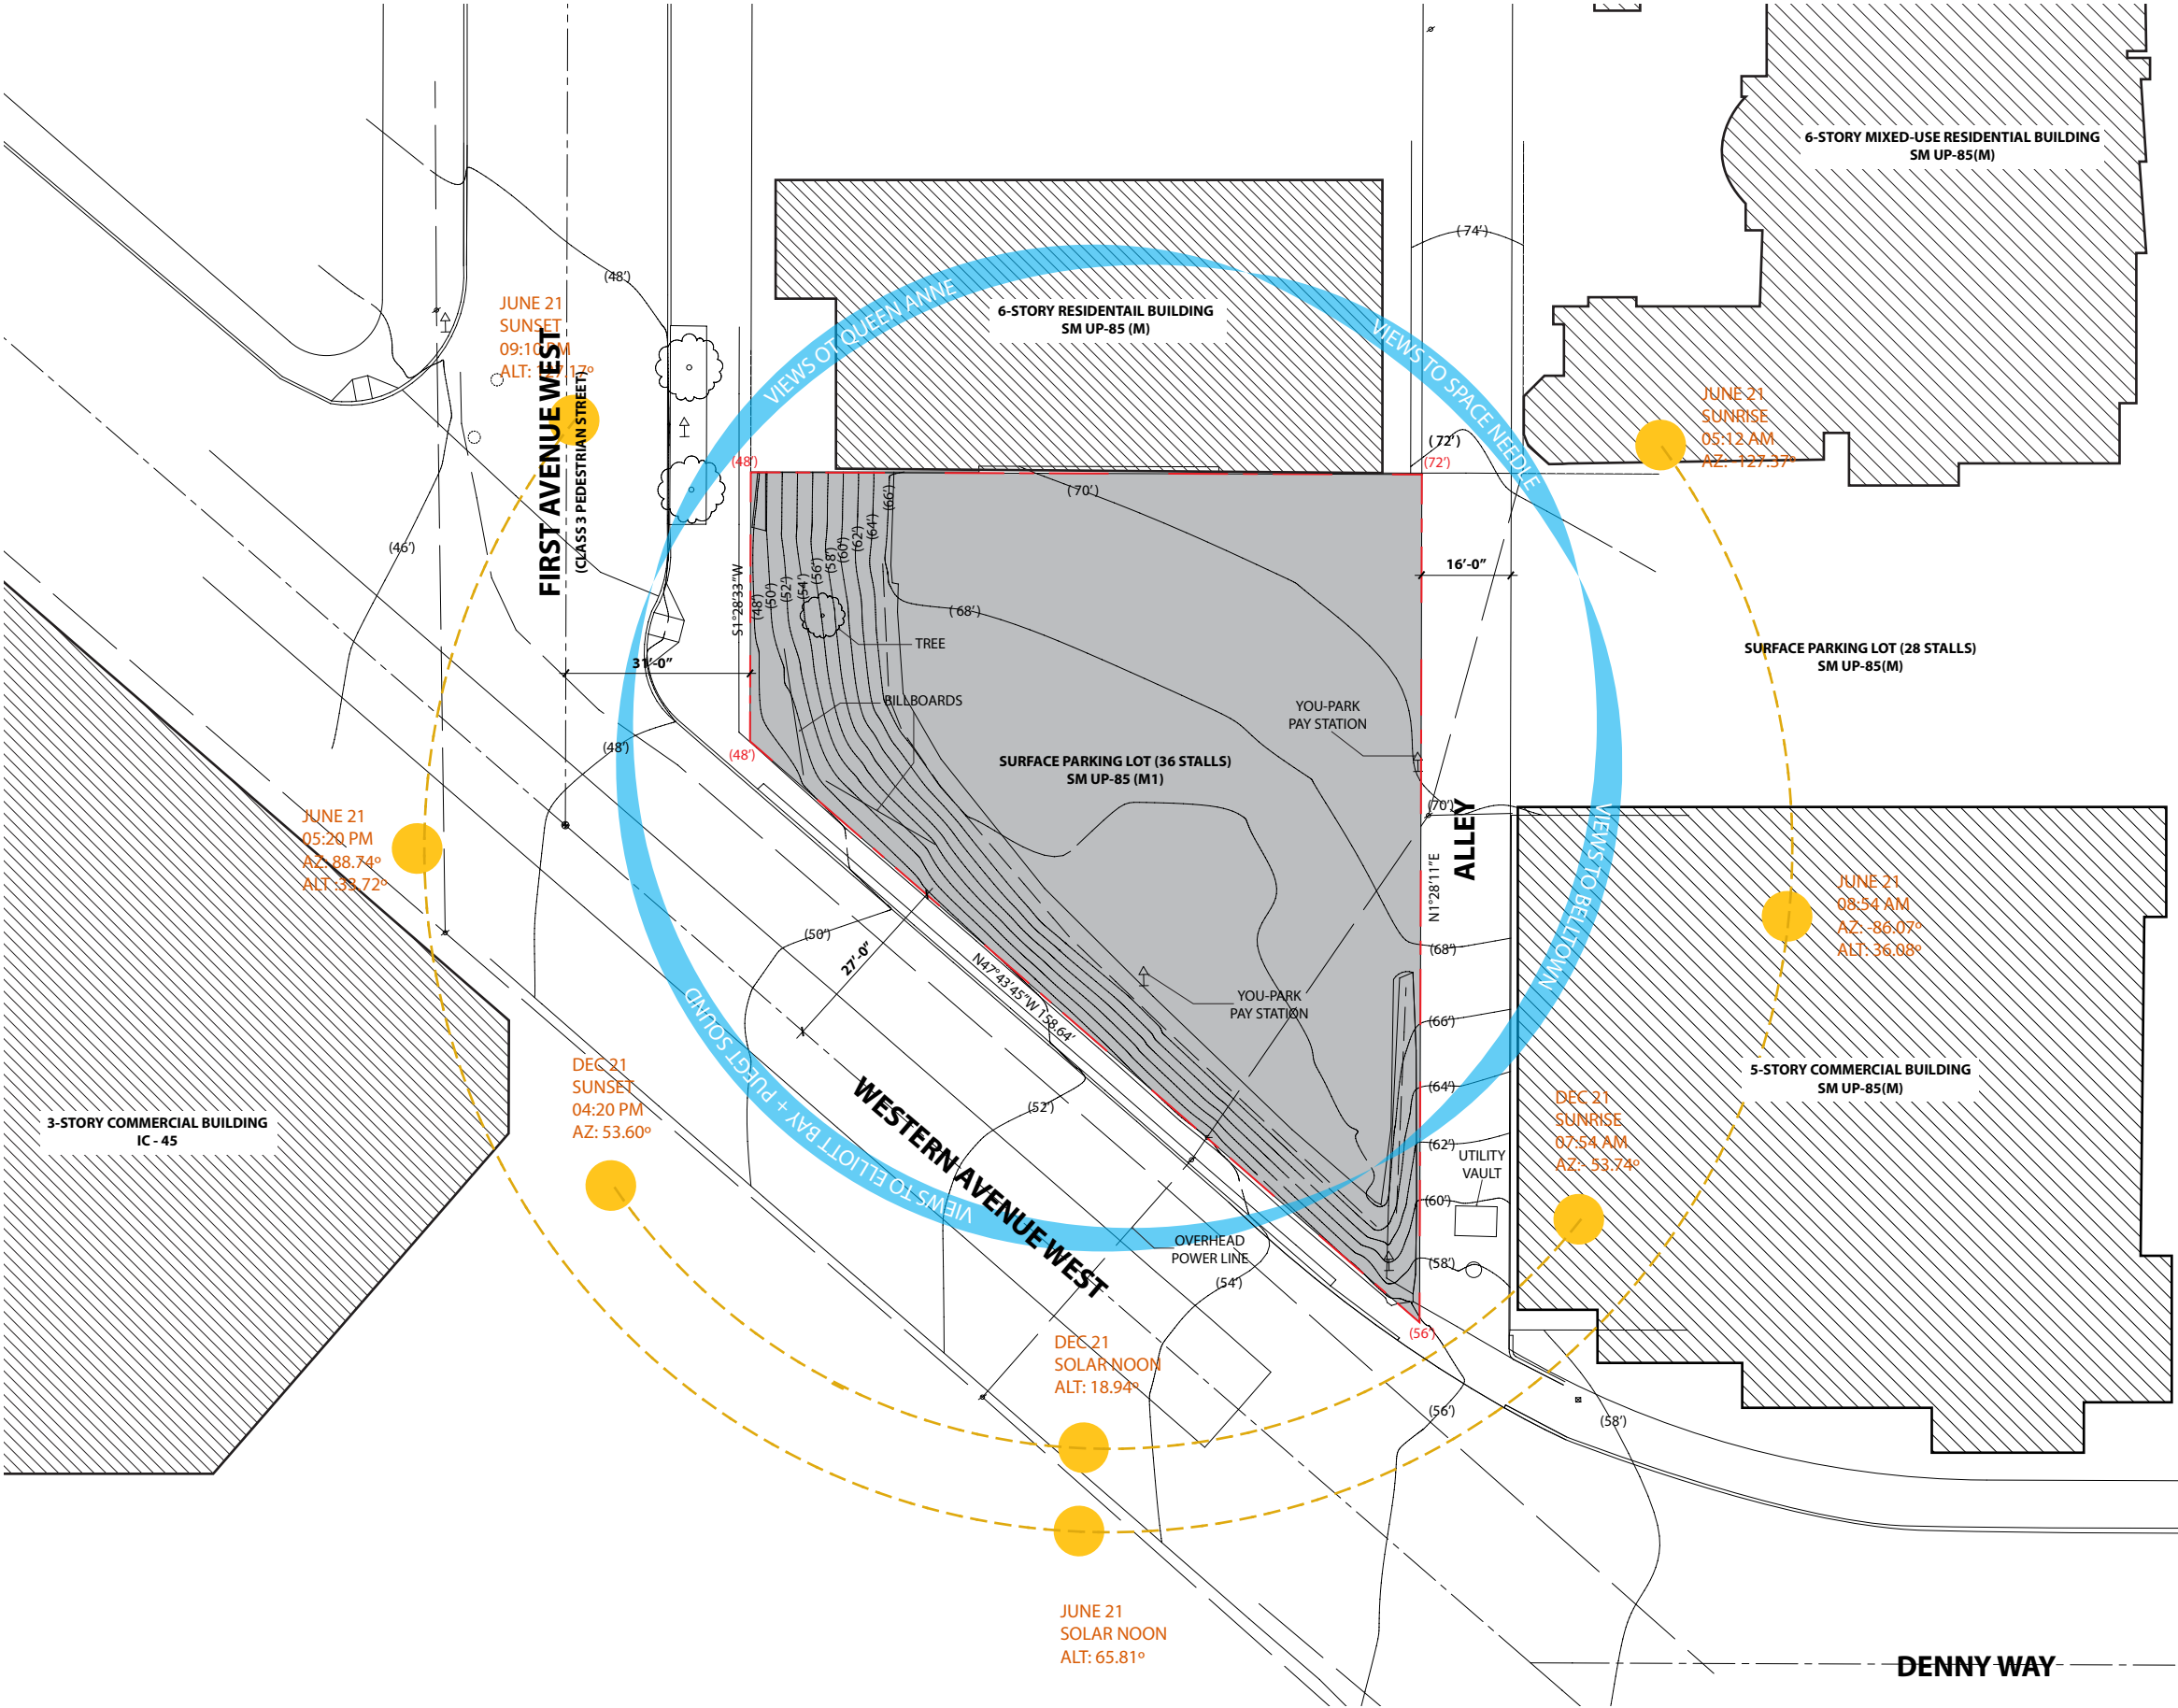 6-STORY MIXED-USE RESIDENTIAL BUILDING
SM UP-85(M)
( 74')
(48')
JUNE 21
SUNSET
09:10 PM
ALT: 127.17º
FIRST AVENUE WEST
(CLASS 3 PEDESTRIAN STREET)
VIEWS OT QUEEN ANNE
6-STORY RESIDENTAIL BUILDING
SM UP-85 (M)
VIEWS TO SPACE NEEDLE
JUNE 21
SUNRISE
05:12 AM
AZ: -127.37º
(48')
( 72')
(72')
( 70')
(66')
(64')
(62')
(60')
(58')
(56')
(54')
(52')
(50')
(48')
S1°28'33"W
(46')
16'-0"
( 68')
TREE
31'-0"
SURFACE PARKING LOT (28 STALLS)
SM UP-85(M)
BILLBOARDS
YOU-PARK
PAY STATION
(48')
(48')
SURFACE PARKING LOT (36 STALLS)
SM UP-85 (M1)
(70')
ALLEY
N1°28'11"E
VIEWS TO BELLTOWN
JUNE 21
05:20 PM
AZ: 88.74º
ALT :33.72º
JUNE 21
08:54 AM
AZ: -86.07º
ALT: 36.08º
(50')
27'-0"
N47°43'45"W 158.64'
(68')
YOU-PARK
PAY STATION
(66')
VIEWS TO ELLIOTT BAY + PUEGT SOUND
DEC 21
SUNSET
04:20 PM
AZ: 53.60º
(52')
(64')
5-STORY COMMERCIAL BUILDING
SM UP-85(M)
3-STORY COMMERCIAL BUILDING
IC - 45
DEC 21
SUNRISE
07:54 AM
AZ:- 53.74º
(62')
UTILITY
VAULT
WESTERN AVENUE WEST
(60')
OVERHEAD
POWER LINE
(58')
(54')
(56')
DEC 21
SOLAR NOON
ALT: 18.94º
(56')
(58')
JUNE 21
SOLAR NOON
ALT: 65.81º
DENNY WAY